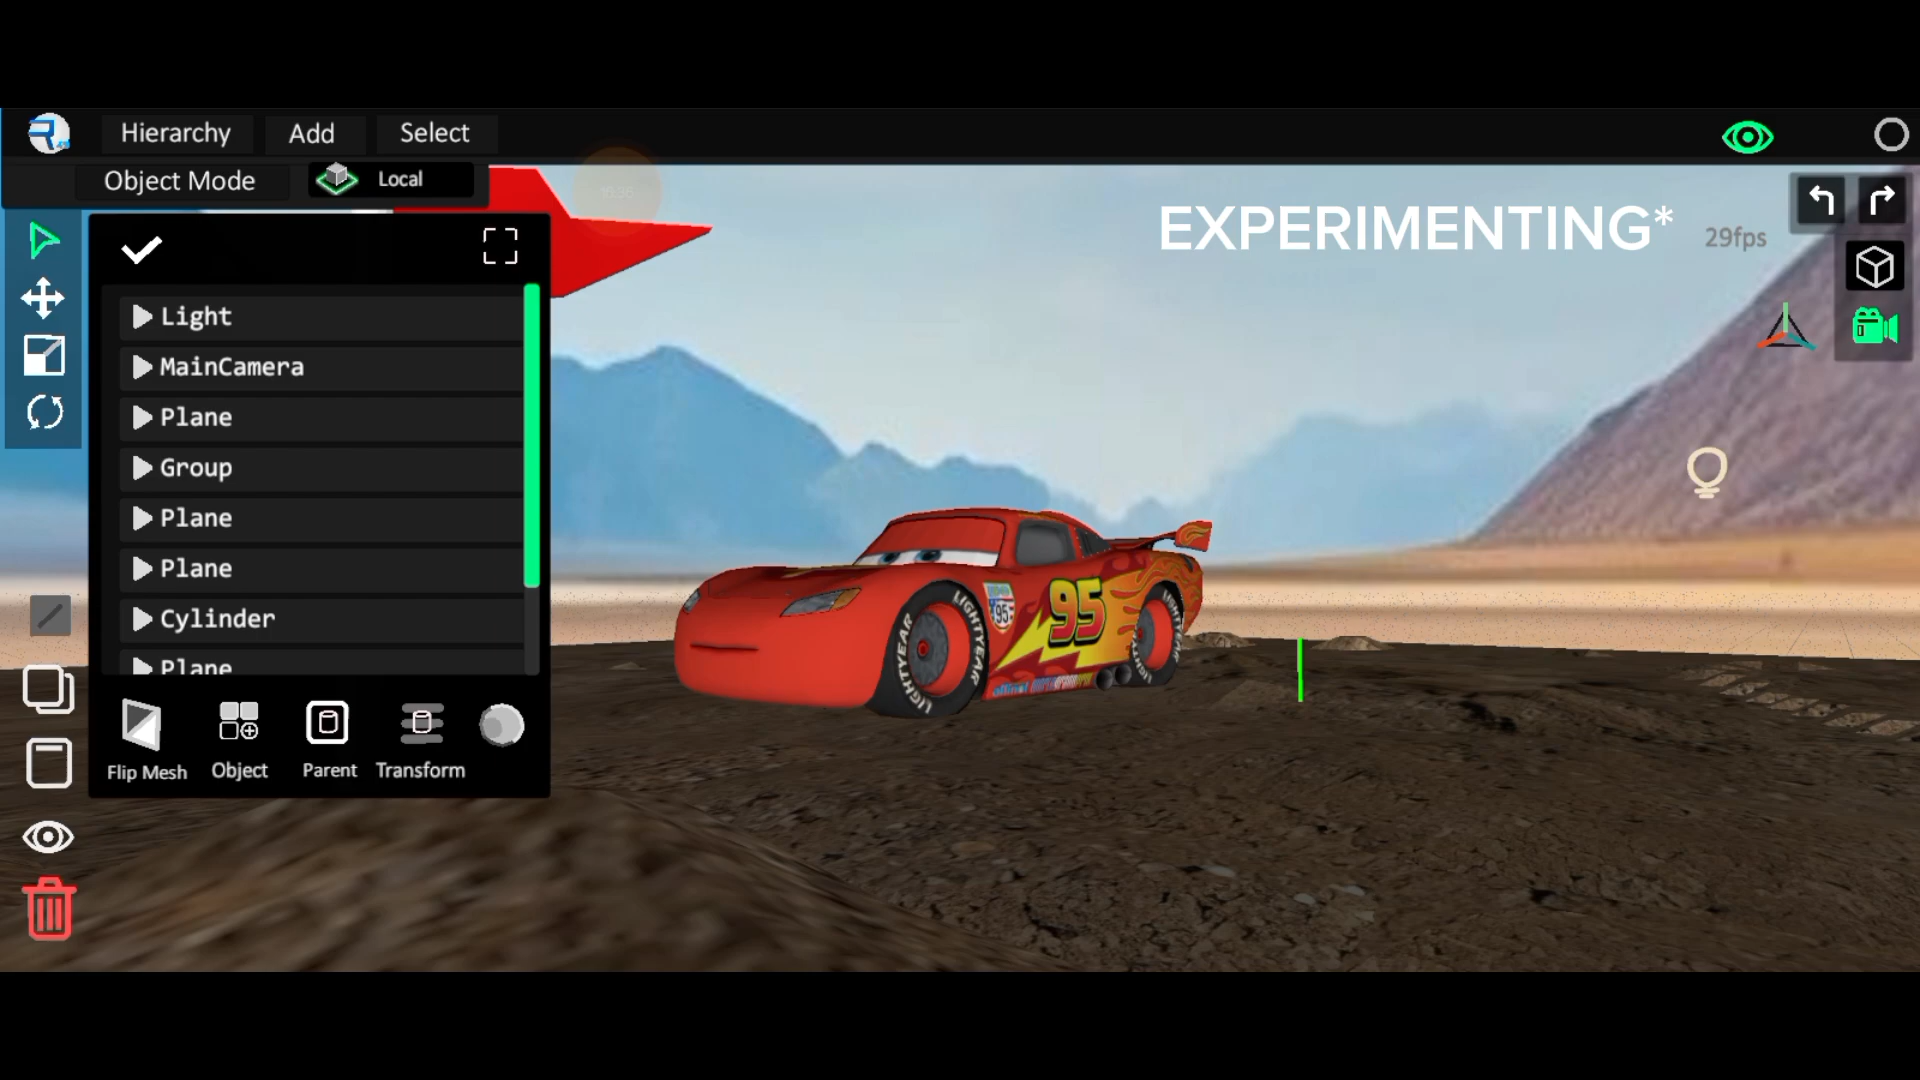 Hierarchy Add Select
Object Mode Local
EXPERIMENTING*
29fps
Light
MainCamera
Plane
Group
Plane
Plane
Cylinder
Plane
Flip Mesh Object Parent Transform
95
95
LIGHTYEAR
LIGHTYEAR